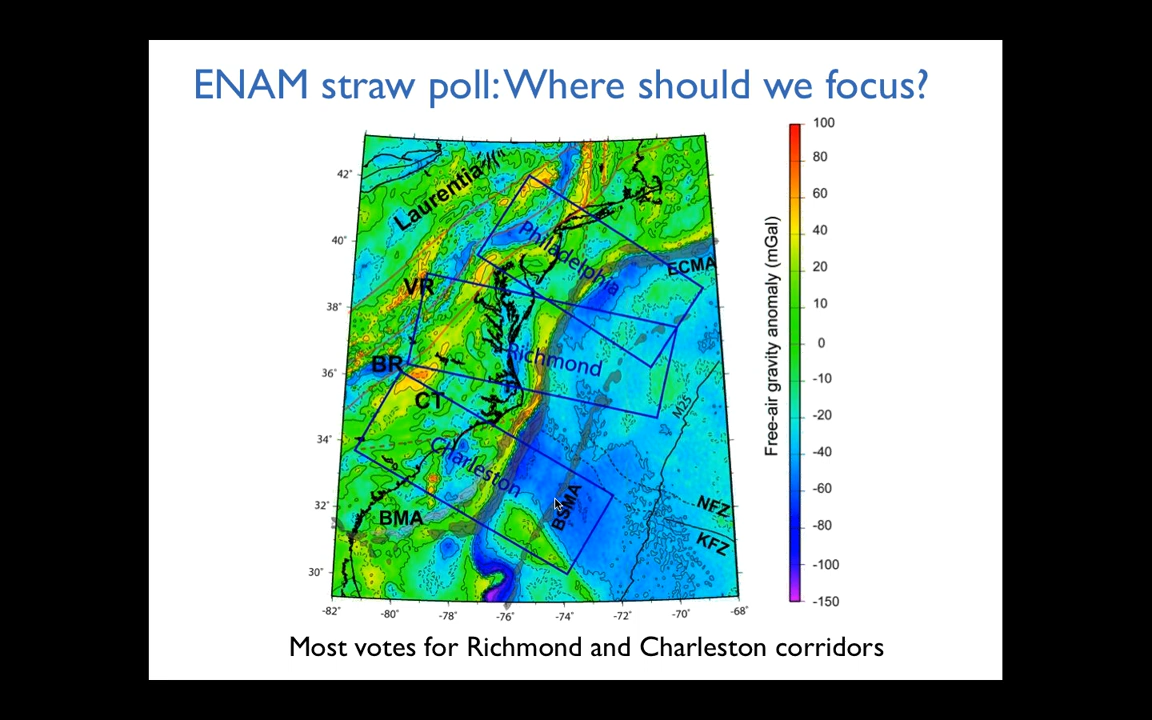 ENAM straw poll: Where should we focus?
Laurentia
Philadelphia
ECMA
VR
Richmond
BR
CT
M25
Charleston
BSMA
BMA
NFZ
KFZ
42°
40°
38°
36°
34°
32°
30°
-82°
-80°
-78°
-76°
-74°
-72°
-70°
-68°
Free-air gravity anomaly (mGal)
100
80
60
40
20
10
0
-10
-20
-40
-60
-80
-100
-150
Most votes for Richmond and Charleston corridors